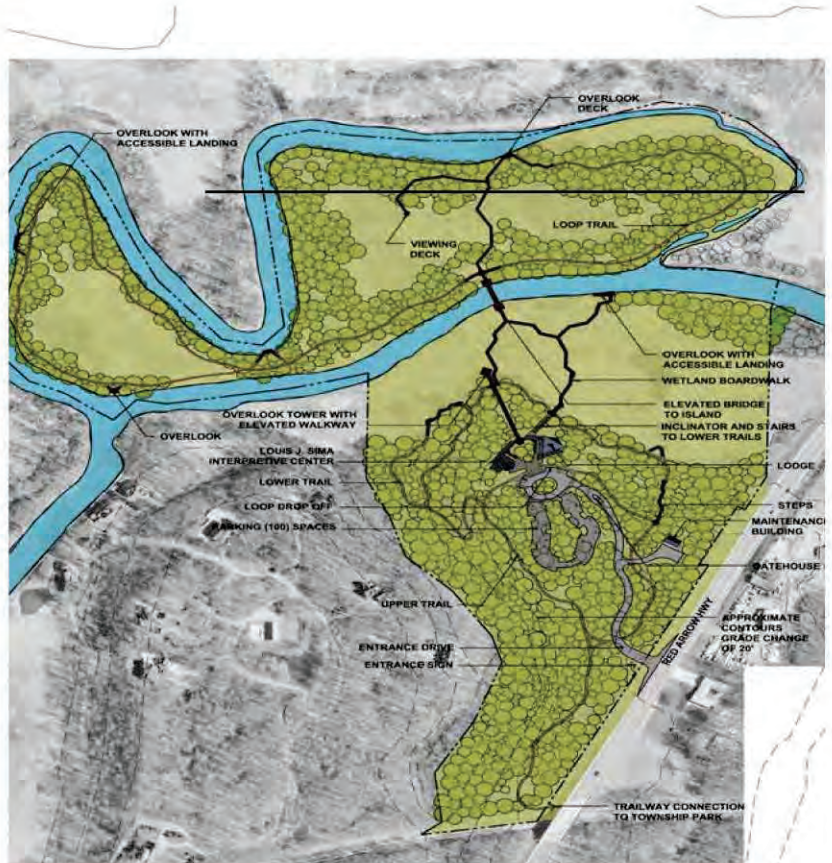 OVERLOOK
DECK
OVERLOOK WITH
ACCESSIBLE LANDING
LOOP TRAIL
VIEWING
DECK
OVERLOOK WITH
ACCESSIBLE LANDING
WETLAND BOARDWALK
ELEVATED BRIDGE
TO ISLAND
OVERLOOK TOWER WITH
ELEVATED WALKWAY
INCLINATOR AND STAIRS
TO LOWER TRAILS
OVERLOOK
LOUIS J. SIMA
INTERPRETIVE CENTER
LODGE
LOWER TRAIL
LOOP DROP OFF
STEPS
PARKING (100) SPACES
MAINTENANCE
BUILDING
GATEHOUSE
UPPER TRAIL
APPROXIMATE
CONTOURS
GRADE CHANGE
OF 20'
RED ARROW HWY
ENTRANCE DRIVE
ENTRANCE SIGN
TRAILWAY CONNECTION
TO TOWNSHIP PARK